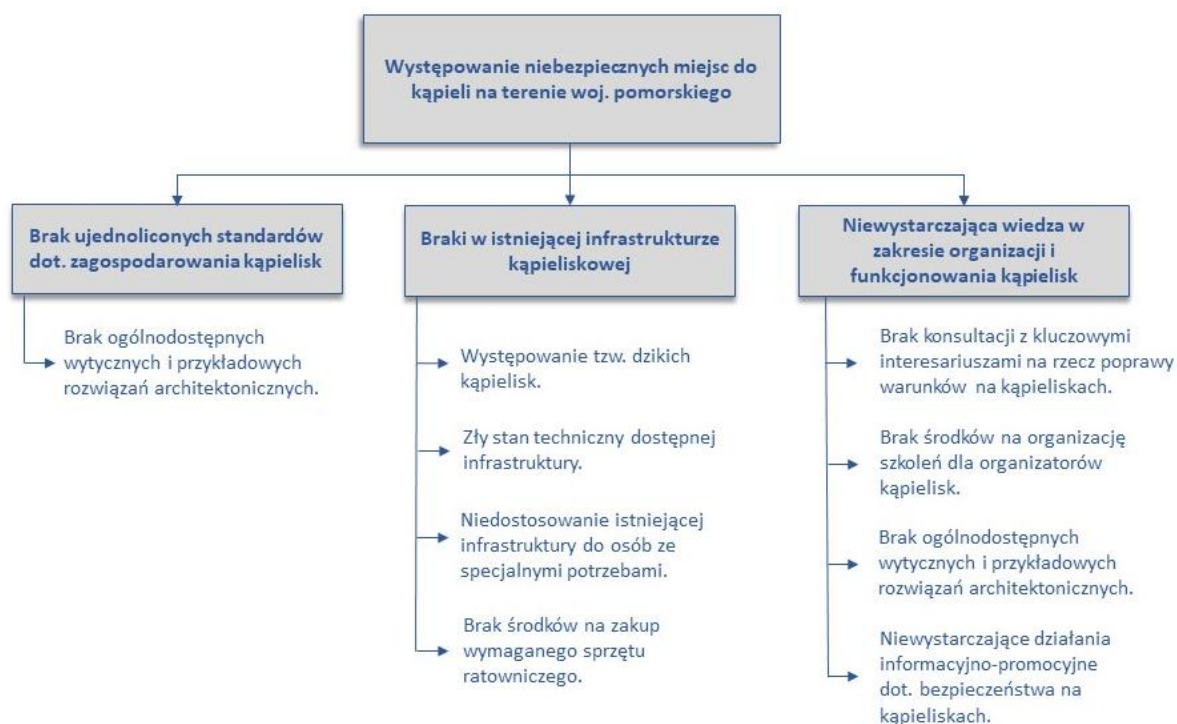 Występowanie niebezpiecznych miejsc do
kąpieli na terenie woj. pomorskiego
Brak ujednoliconych standardów
dot. zagospodarowania kąpielisk
Brak ogólnodostępnych
wytycznych i przykładowych
rozwiązań architektonicznych.
Braki w istniejącej infrastrukturze
kąpieliskowej
Występowanie tzw. dzikich
kąpielisk.
Zły stan techniczny dostępnej
infrastruktury.
Niedostosowanie istniejącej
infrastruktury do osób ze
specjalnymi potrzebami.
Brak środków na zakup
wymaganego sprzętu
ratowniczego.
Niewystarczająca wiedza w
zakresie organizacji i
funkcjonowania kąpielisk
Brak konsultacji z kluczowymi
interesariuszami na rzecz poprawy
warunków na kąpieliskach.
Brak środków na organizację
szkoleń dla organizatorów
kąpielisk.
Brak ogólnodostępnych
wytycznych i przykładowych
rozwiązań architektonicznych.
Niewystarczające działania
informacyjno-promocyjne
dot. bezpieczeństwa na
kąpieliskach.